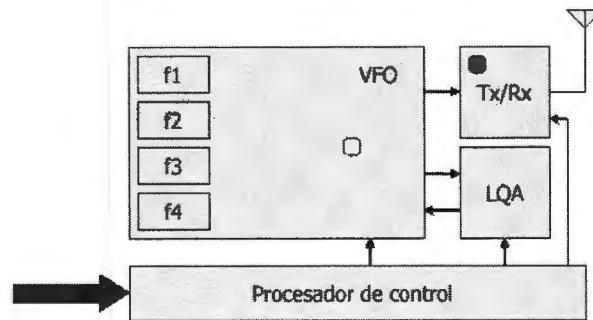 f1
VFO
f2
f3
f4
Tx/Rx
LQA
Procesador de control